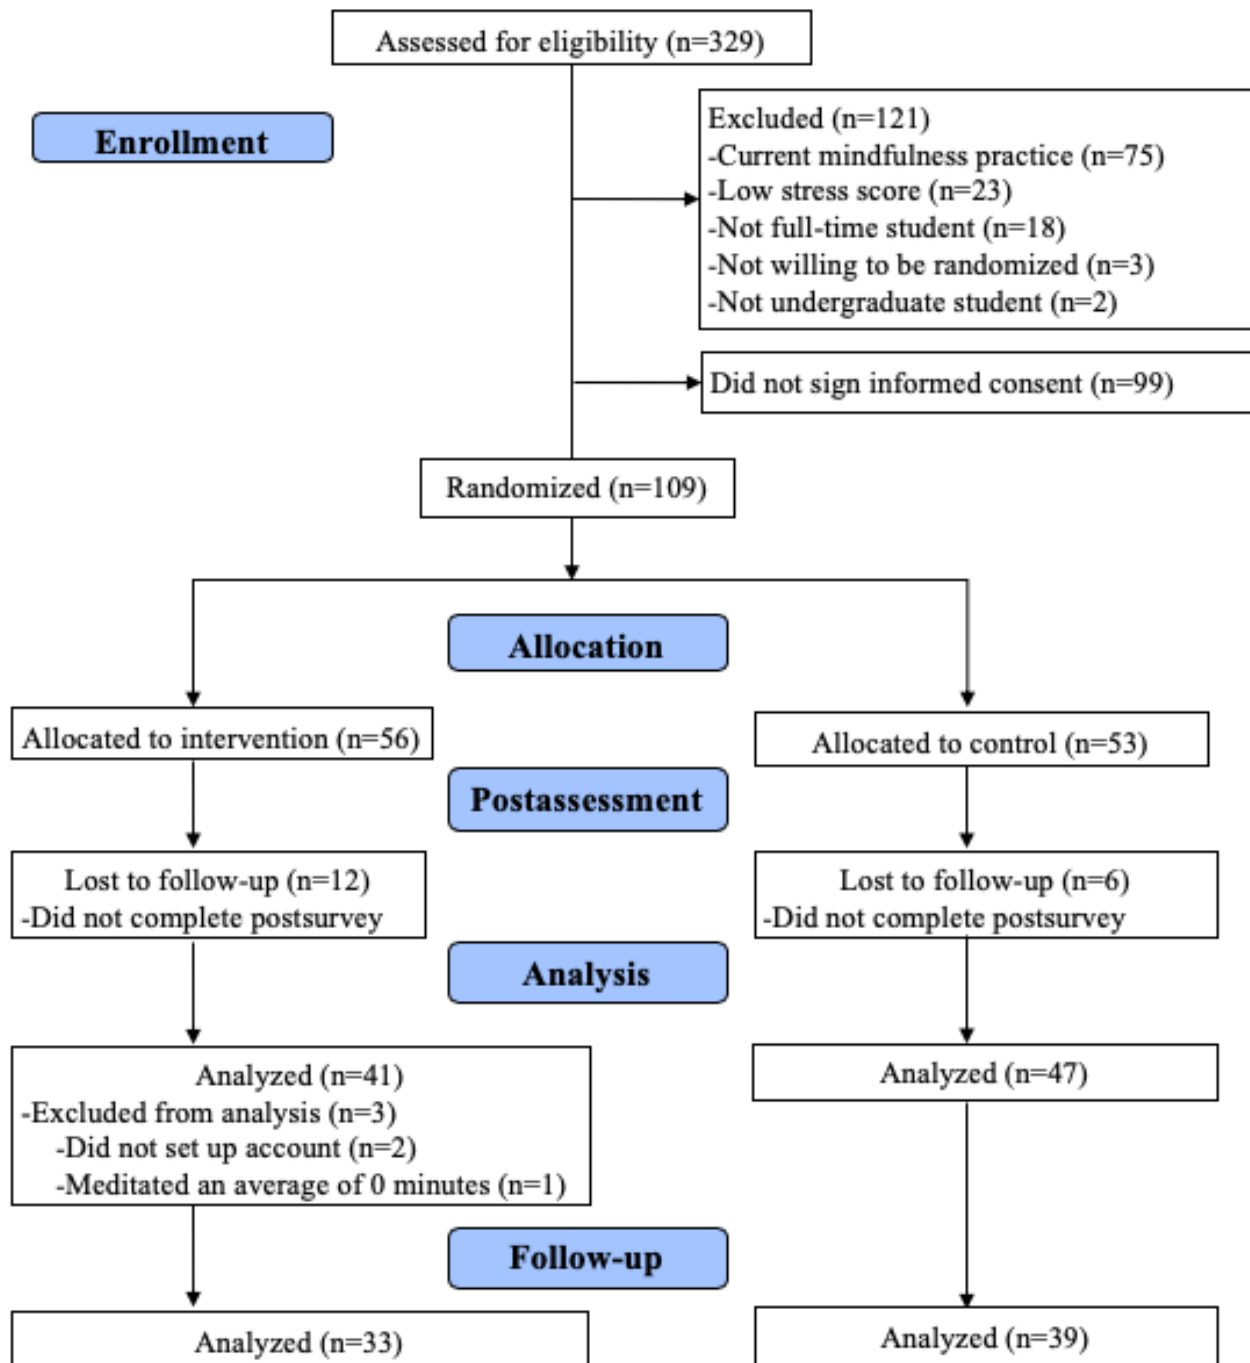 Assessed for eligibility (n=329)
Enrollment
Excluded (n=121)
-Current mindfulness practice (n=75)
-Low stress score (n=23)
-Not full-time student (n=18)
-Not willing to be randomized (n=3)
-Not undergraduate student (n=2)
Did not sign informed consent (n=99)
Randomized (n=109)
Allocation
Allocated to intervention (n=56)
Allocated to control (n=53)
Postassessment
Lost to follow-up (n=12)
-Did not complete postsurvey
Lost to follow-up (n=6)
-Did not complete postsurvey
Analysis
Analyzed (n=41)
-Excluded from analysis (n=3)
-Did not set up account (n=2)
-Meditated an average of 0 minutes (n=1)
Analyzed (n=47)
Follow-up
Analyzed (n=33)
Analyzed (n=39)